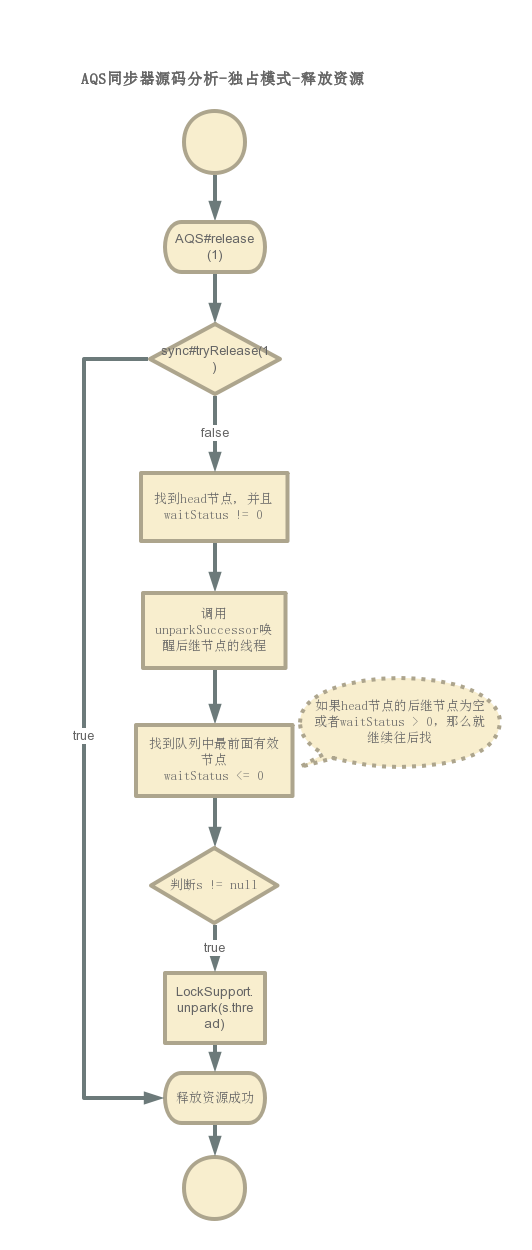 AQS同步器源码分析-独占模式-释放资源
AQS#release
(1)
sync#tryRelease(1
)
false
找到head节点，并且
waitStatus != 0
调用
unparkSuccessor唤
醒后继节点的线程
如果head节点的后继节点为空
或者waitStatus > 0，那么就
继续往后找
true
找到队列中最前面有效
节点
waitStatus <= 0
判断s != null
true
LockSupport.
unpark(s.thre
ad)
释放资源成功